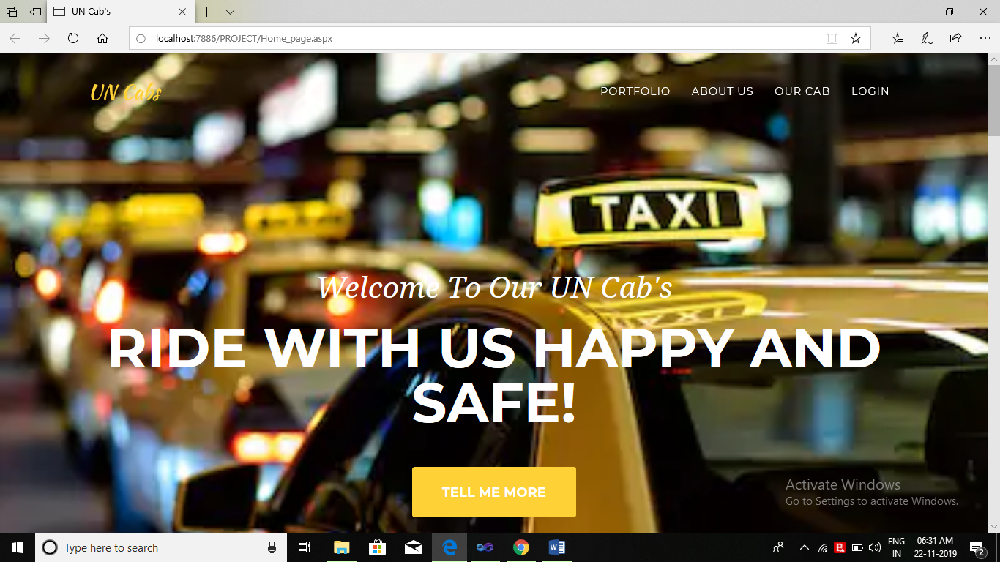 UN Cab's
localhost:7886/PROJECT/Home_page.aspx
UN Cabs
PORTFOLIO ABOUT US OUR CAB LOGIN
TAXI
Welcome To Our UN Cab's
RIDE WITH US HAPPY AND
SAFE!
TELL ME MORE
Activate Windows
Go to Settings to activate Windows.
Type here to search
ENG
IN
06:31 AM
22-11-2019
2